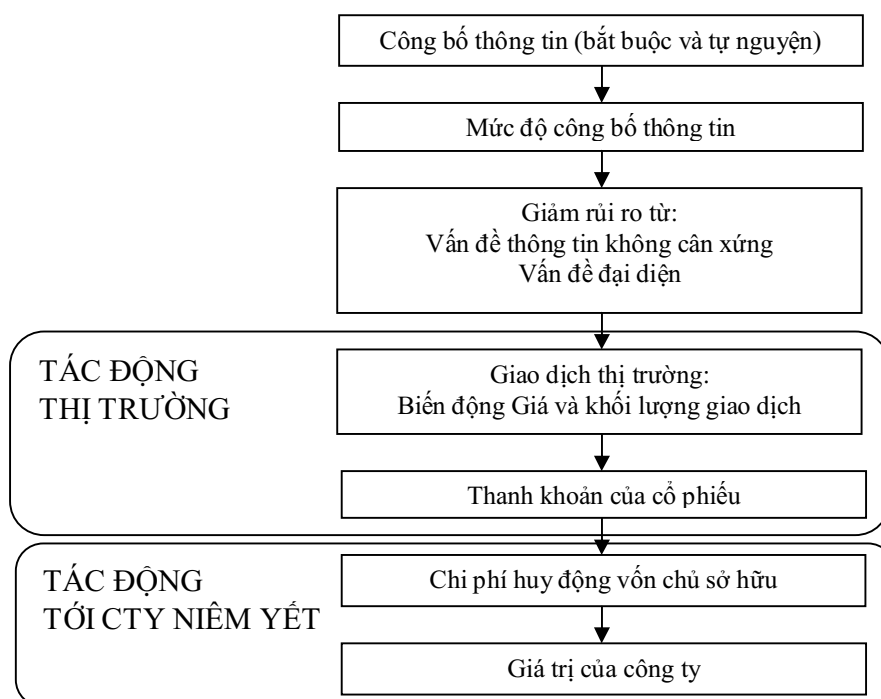 Công bố thông tin (bắt buộc và tự nguyện)
Mức độ công bố thông tin
Giảm rủi ro từ:
Vấn đề thông tin không cân xứng
Vấn đề đại diện
TÁC ĐỘNG
THỊ TRƯỜNG
Giao dịch thị trường:
Biến động Giá và khối lượng giao dịch
Thanh khoản của cổ phiếu
TÁC ĐỘNG
TỚI CTY NIÊM YẾT
Chi phí huy động vốn chủ sở hữu
Giá trị của công ty